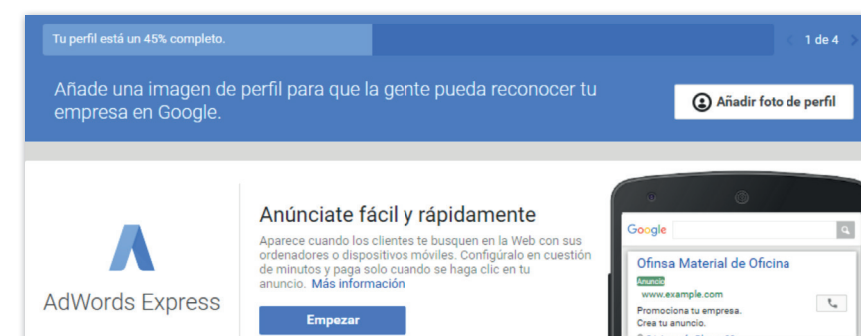 Tu perfil está un 45% completo.
1 de 4
Añade una imagen de perfil para que la gente pueda reconocer tu
empresa en Google.
Añadir foto de perfil
Anúnciate fácil y rápidamente
Aparece cuando los clientes te busquen en la Web con sus
ordenadores o dispositivos móviles. Configúralo en cuestión
de minutos y paga solo cuando se haga clic en tu
anuncio. Más información
AdWords Express
Empezar
Google
Ofinsa Material de Oficina
Anuncio
www.example.com
Promociona tu empresa.
Crea tu anuncio.